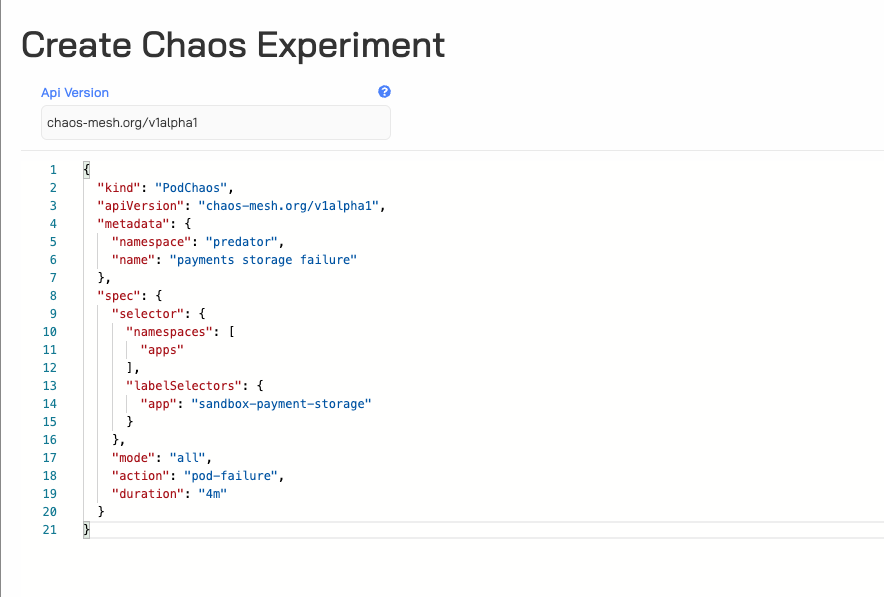 Create Chaos Experiment
Api Version ?
chaos-mesh.org/v1alpha1
1 {
2 "kind": "PodChaos",
3 "apiVersion": "chaos-mesh.org/v1alpha1",
4 "metadata": {
5 "namespace": "predator",
6 "name": "payments storage failure"
7 },
8 "spec": {
9 "selector": {
10 "namespaces": [
11 "apps"
12 ],
13 "labelSelectors": {
14 "app": "sandbox-payment-storage"
15 }
16 },
17 "mode": "all",
18 "action": "pod-failure",
19 "duration": "4m"
20 }
21 }